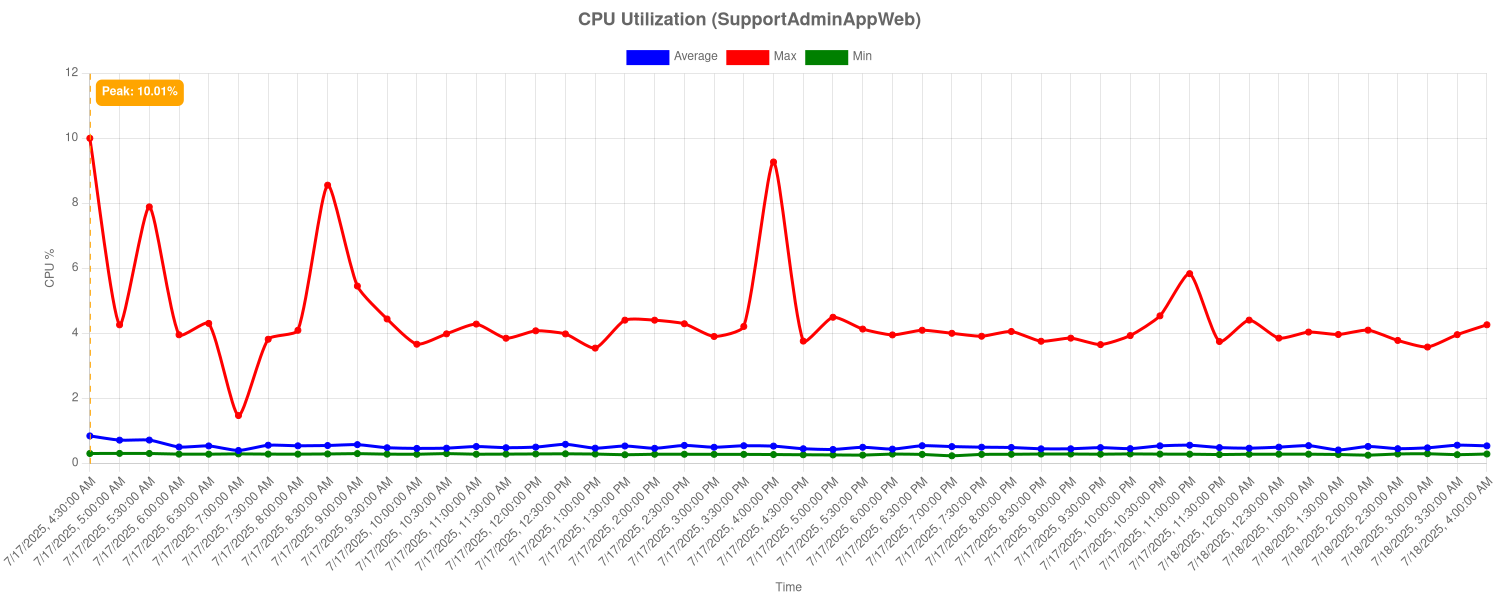 CPU Utilization (SupportAdminAppWeb)
Average Max Min
Peak: 10.01%
12
10
8
6
4
2
0
CPU %
7/17/2025, 4:30:00 AM
7/17/2025, 5:00:00 AM
7/17/2025, 5:30:00 AM
7/17/2025, 6:00:00 AM
7/17/2025, 6:30:00 AM
7/17/2025, 7:00:00 AM
7/17/2025, 7:30:00 AM
7/17/2025, 8:00:00 AM
7/17/2025, 8:30:00 AM
7/17/2025, 9:00:00 AM
7/17/2025, 9:30:00 AM
7/17/2025, 10:00:00 AM
7/17/2025, 10:30:00 AM
7/17/2025, 11:00:00 AM
7/17/2025, 11:30:00 AM
7/17/2025, 12:00:00 PM
7/17/2025, 12:30:00 PM
7/17/2025, 1:00:00 PM
7/17/2025, 1:30:00 PM
7/17/2025, 2:00:00 PM
7/17/2025, 2:30:00 PM
7/17/2025, 3:00:00 PM
7/17/2025, 3:30:00 PM
7/17/2025, 4:00:00 PM
7/17/2025, 4:30:00 PM
7/17/2025, 5:00:00 PM
7/17/2025, 5:30:00 PM
7/17/2025, 6:00:00 PM
7/17/2025, 6:30:00 PM
7/17/2025, 7:00:00 PM
7/17/2025, 7:30:00 PM
7/17/2025, 8:00:00 PM
7/17/2025, 8:30:00 PM
7/17/2025, 9:00:00 PM
7/17/2025, 9:30:00 PM
7/17/2025, 10:00:00 PM
7/17/2025, 10:30:00 PM
7/17/2025, 11:00:00 PM
7/17/2025, 11:30:00 PM
7/18/2025, 12:00:00 AM
7/18/2025, 12:30:00 AM
7/18/2025, 1:00:00 AM
7/18/2025, 1:30:00 AM
7/18/2025, 2:00:00 AM
7/18/2025, 2:30:00 AM
7/18/2025, 3:00:00 AM
7/18/2025, 3:30:00 AM
7/18/2025, 4:00:00 AM
Time